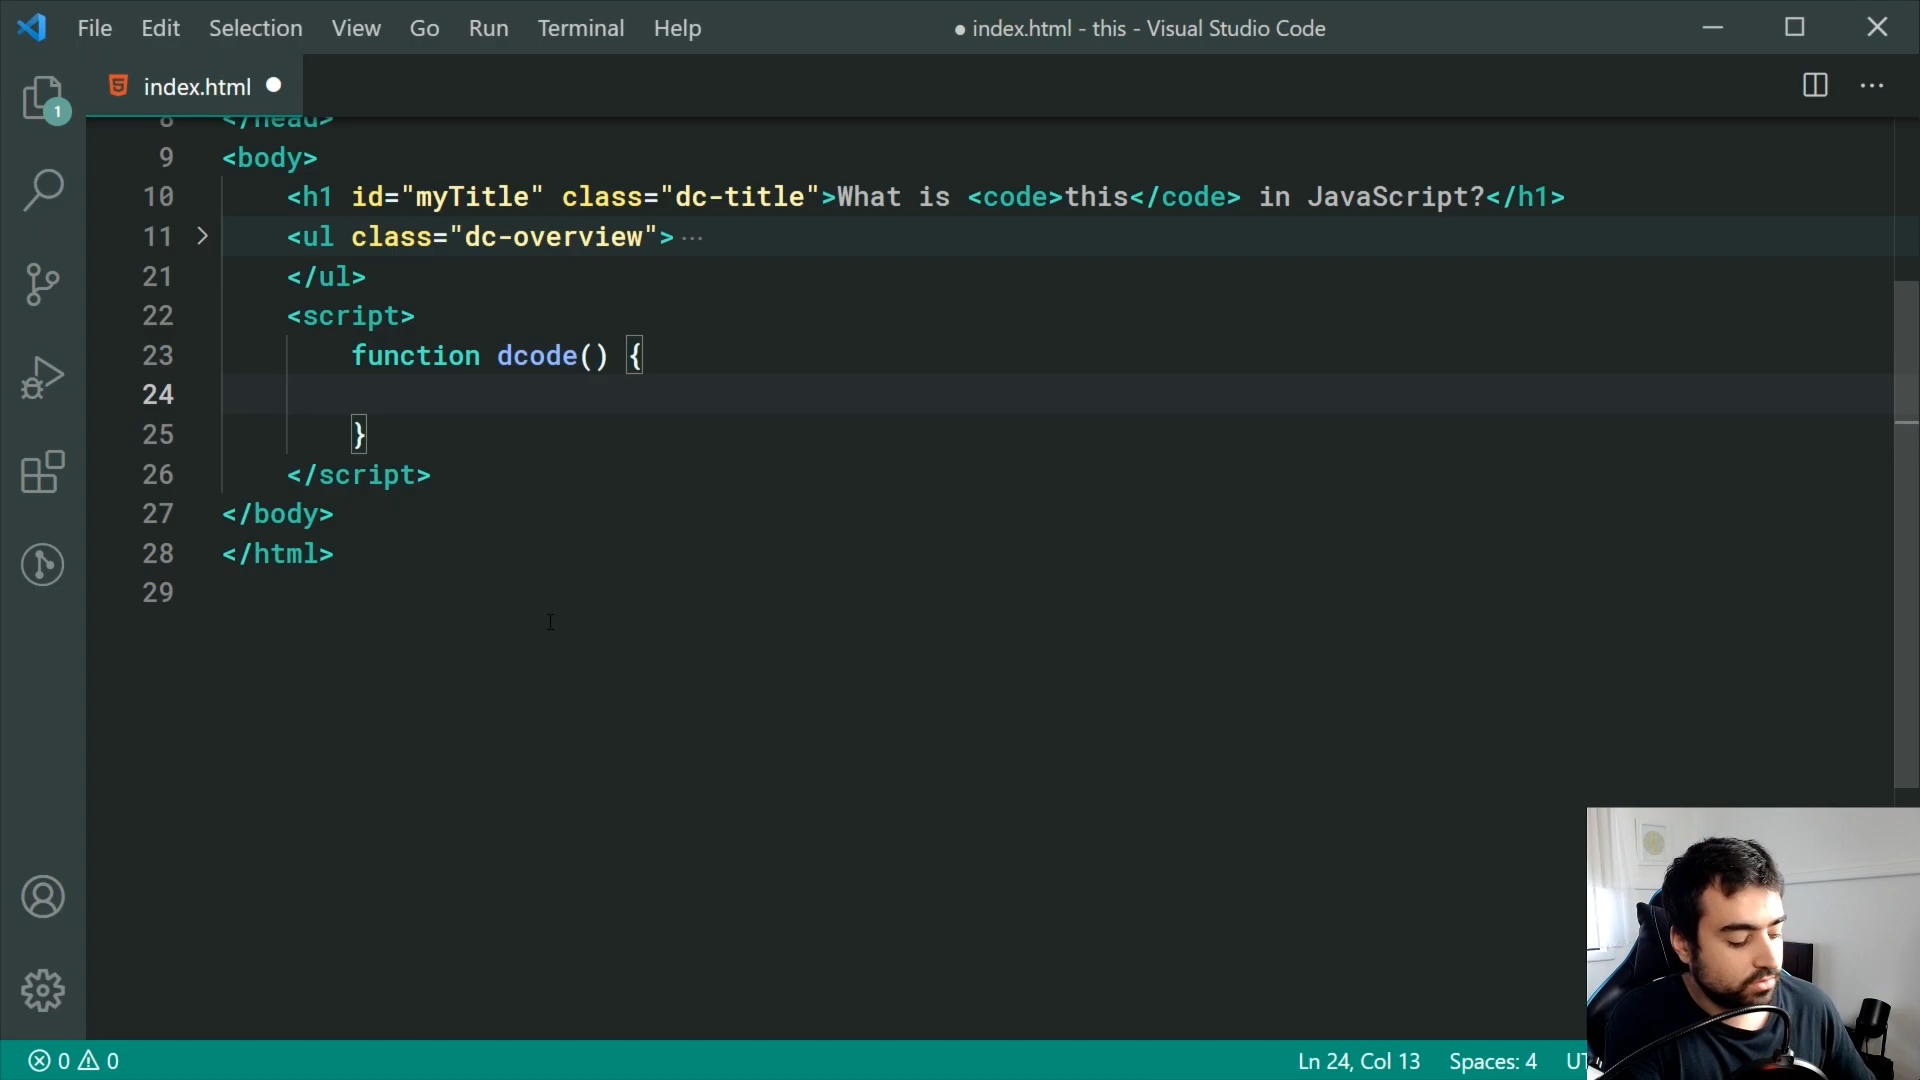 File Edit Selection View Go Run Terminal Help ● index.html - this - Visual Studio Code
index.html ●
1
8 </head>
9 <body>
10 <h1 id="myTitle" class="dc-title">What is <code>this</code> in JavaScript?</h1>
11 <ul class="dc-overview"> ···
21 </ul>
22 <script>
23 function dcode() {
24
25 }
26 </script>
27 </body>
28 </html>
29
0 0 Ln 24, Col 13 Spaces: 4